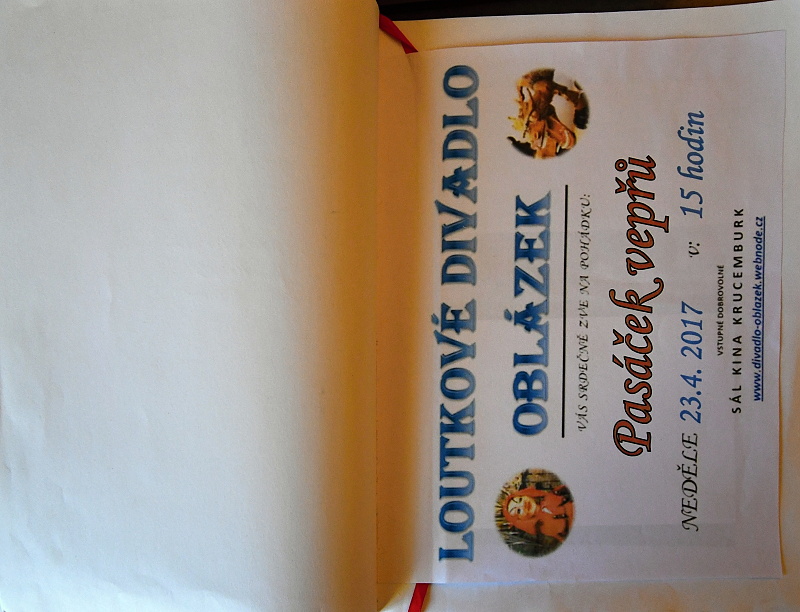 LOUTKOVÉ DIVADLO
OBLÁZEK
VÁS SRDEČNĚ ZVE NA POHÁDKU:
Pasáček vepřů
NEDĚLE 23.4. 2017 v: 15 hodin
VSTUPNÉ DOBROVOLNÉ
SÁL KINA KRUCEMBURK
www.divadlo-oblazek.webnode.cz